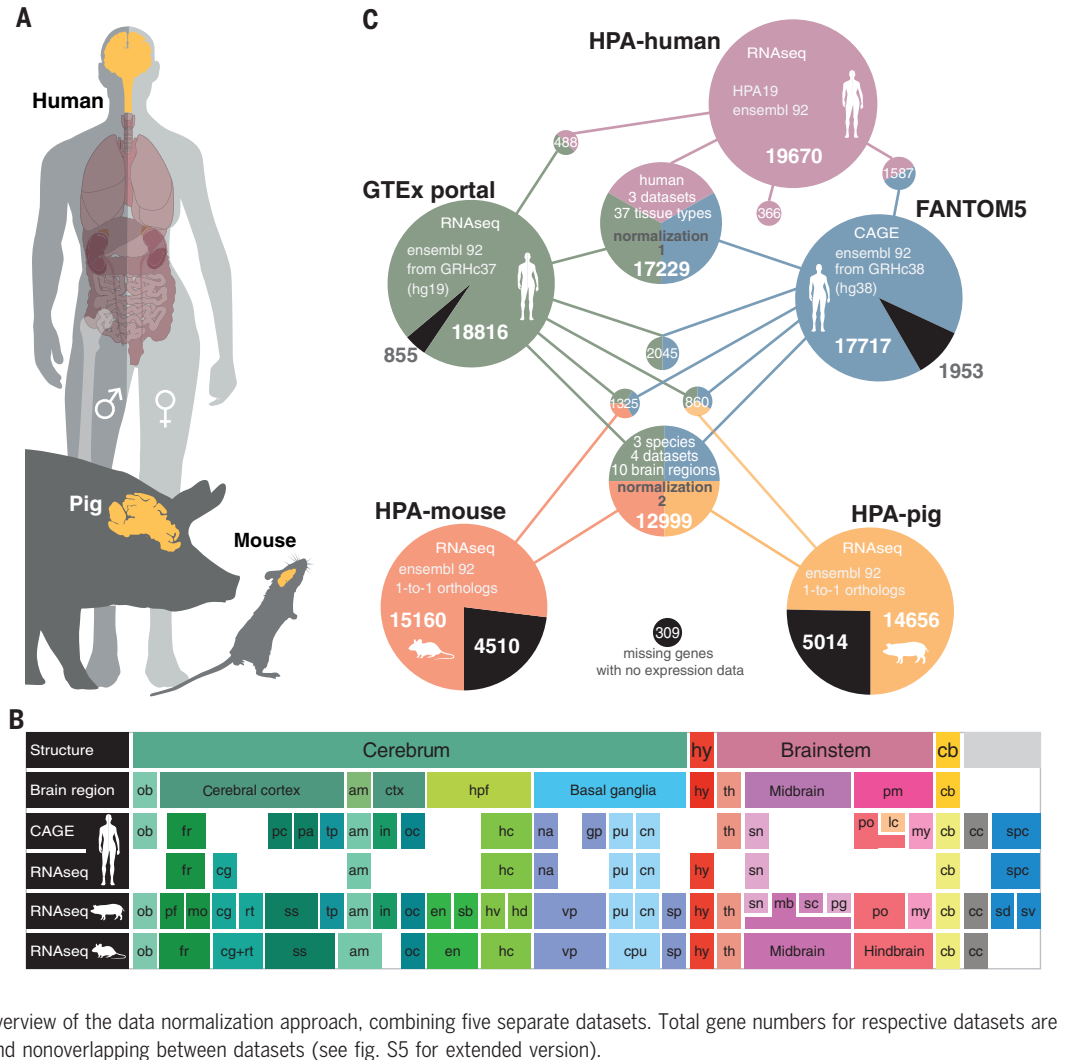 A
Human
♂
♀
Pig
Mouse
C
HPA-human
RNAseq
HPA19
ensembl 92
19670
488
1587
366
human
3 datasets
37 tissue types
normalization
1
17229
GTEx portal
RNAseq
ensembl 92
from GRHc37
(hg19)
18816
855
FANTOM5
CAGE
ensembl 92
from GRHc38
(hg38)
17717
1953
2045
1325
860
3 species
4 datasets
10 brain regions
normalization
2
12999
HPA-mouse
RNAseq
ensembl 92
1-to-1 orthologs
15160
4510
HPA-pig
RNAseq
ensembl 92
1-to-1 orthologs
14656
5014
309
missing genes
with no expression data
B
Structure Cerebrum hy Brainstem cb
Brain region ob Cerebral cortex am ctx hpf Basal ganglia hy th Midbrain pm cb
CAGE ob fr pc pa tp am in oc hc na gp pu cn th sn po lc my cb cc spc
RNAseq fr cg am hc na pu cn hy sn cb spc
RNAseq ob pf mo cg rt ss tp am in oc en sb hv hd vp pu cn sp hy th sn mb sc pg po my cb cc sd sv
RNAseq ob fr cg+rt ss am oc en hc vp cpu sp hy th Midbrain Hindbrain cb cc
verview of the data normalization approach, combining five separate datasets. Total gene numbers for respective datasets are
nd nonoverlapping between datasets (see fig. S5 for extended version).